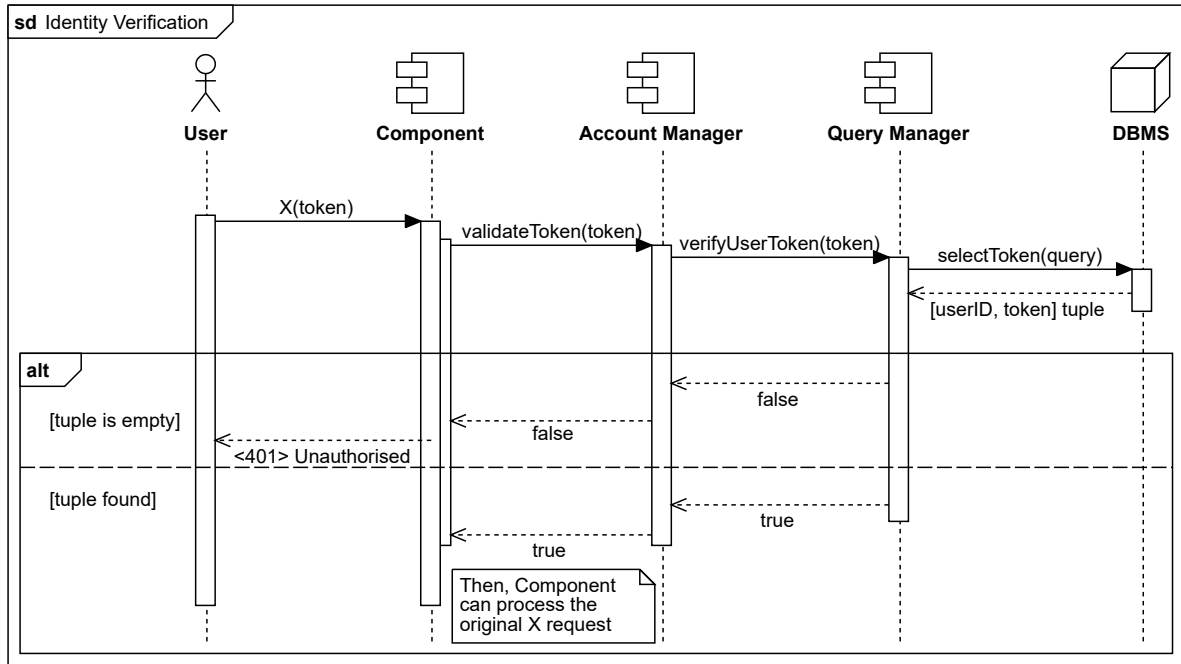 sd Identity Verification
User
Component
Account Manager
Query Manager
DBMS
X(token)
validateToken(token)
verifyUserToken(token)
selectToken(query)
[userID, token] tuple
alt
false
[tuple is empty]
false
<401> Unauthorised
[tuple found]
true
true
Then, Component
can process the
original X request